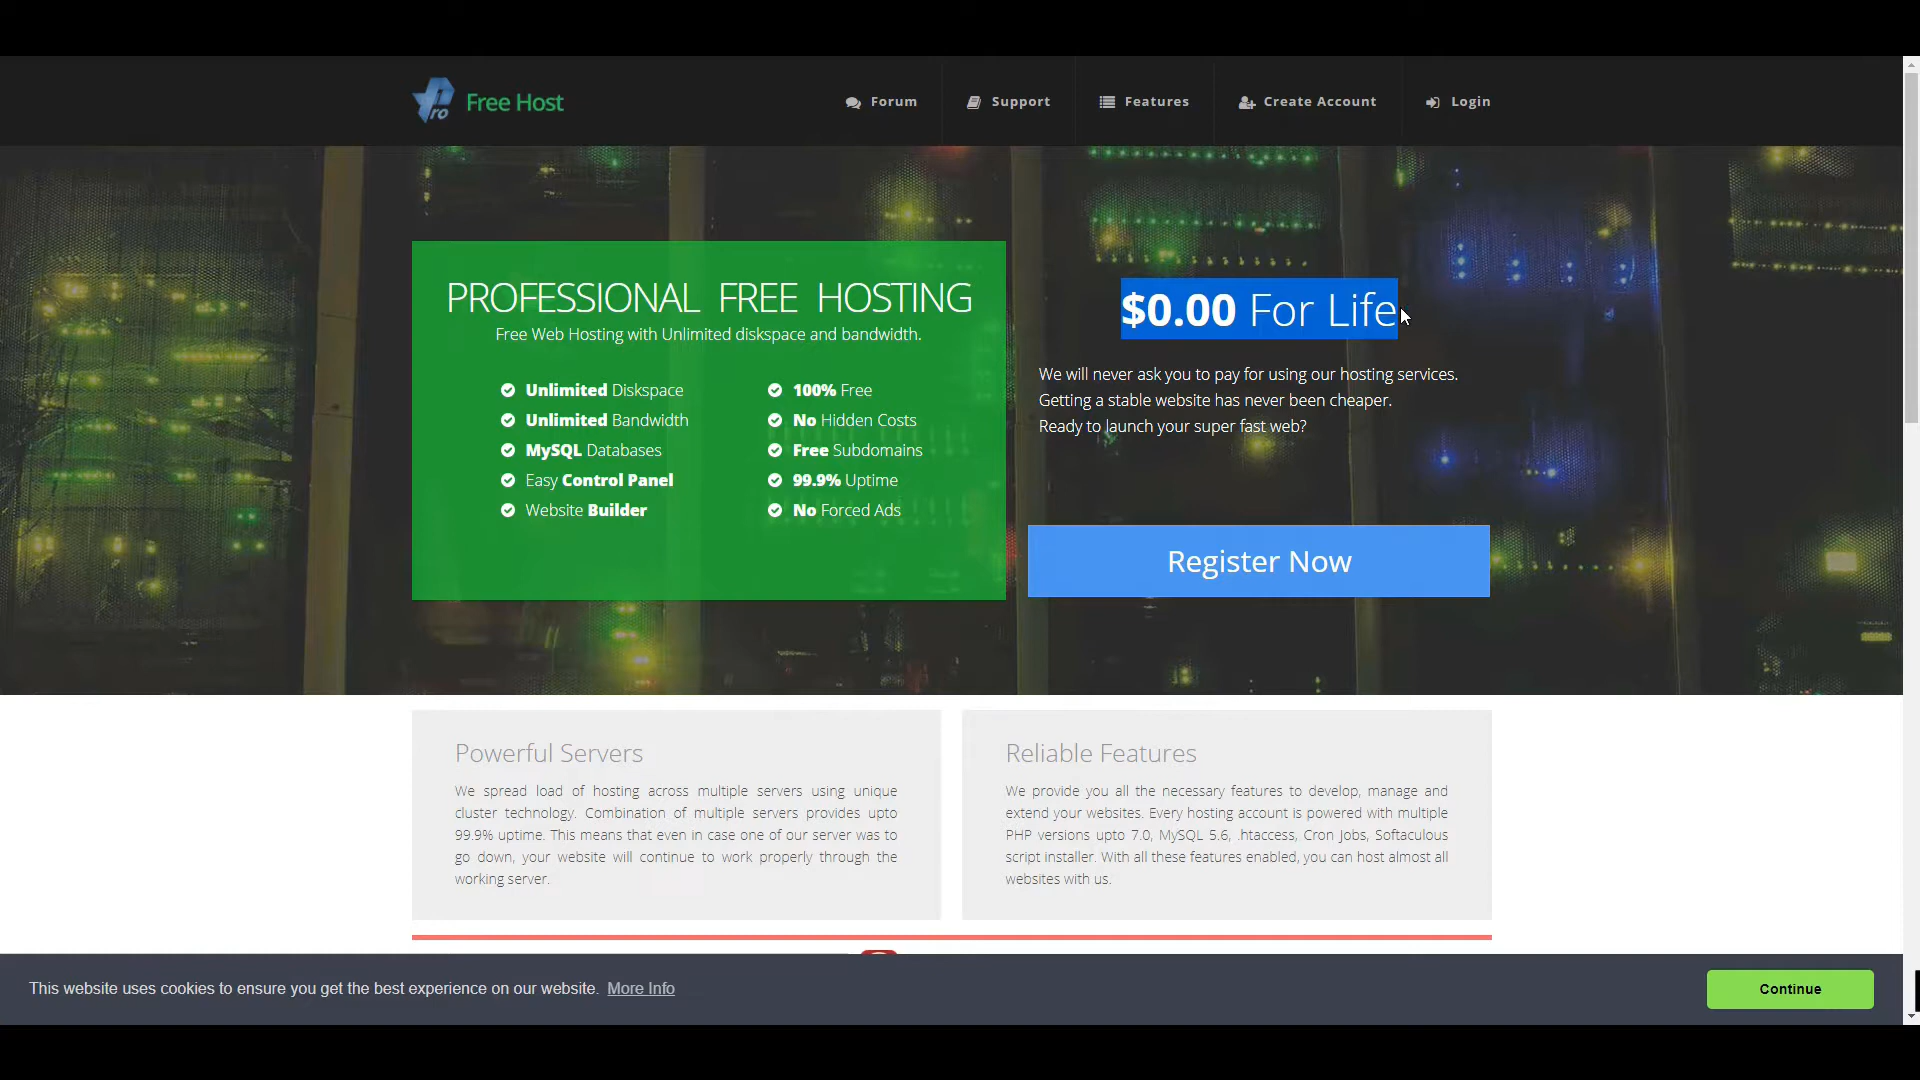 Pro Free Host
Forum
Support
Features
Create Account
Login
PROFESSIONAL FREE HOSTING
Free Web Hosting with Unlimited diskspace and bandwidth.
Unlimited Diskspace
Unlimited Bandwidth
MySQL Databases
Easy Control Panel
Website Builder
100% Free
No Hidden Costs
Free Subdomains
99.9% Uptime
No Forced Ads
$0.00 For Life
We will never ask you to pay for using our hosting services.
Getting a stable website has never been cheaper.
Ready to launch your super fast web?
Register Now
Powerful Servers
We spread load of hosting across multiple servers using unique
cluster technology. Combination of multiple servers provides upto
99.9% uptime. This means that even in case one of our server was to
go down, your website will continue to work properly through the
working server.
Reliable Features
We provide you all the necessary features to develop, manage and
extend your websites. Every hosting account is powered with multiple
PHP versions upto 7.0, MySQL 5.6, .htaccess, Cron Jobs, Softaculous
script installer. With all these features enabled, you can host almost all
websites with us.
This website uses cookies to ensure you get the best experience on our website. More Info
Continue